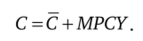 C = C̅ + MPCY.